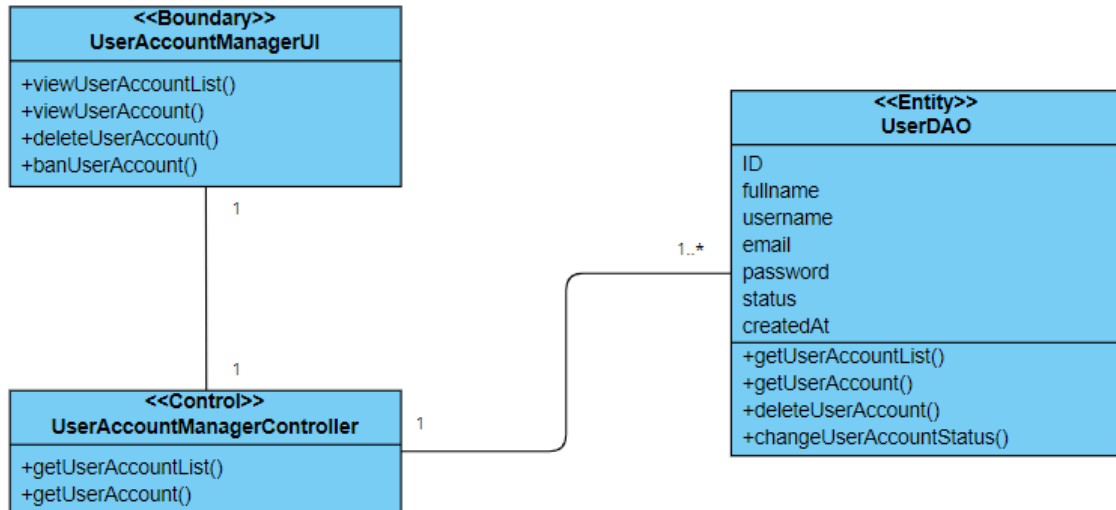 <<Boundary>>
UserAccountManagerUI
+viewUserAccountList()
+viewUserAccount()
+deleteUserAccount()
+banUserAccount()
1
1
<<Control>>
UserAccountManagerController
+getUserAccountList()
+getUserAccount()
1
1..*
<<Entity>>
UserDAO
ID
fullname
username
email
password
status
createdAt
+getUserAccountList()
+getUserAccount()
+deleteUserAccount()
+changeUserAccountStatus()